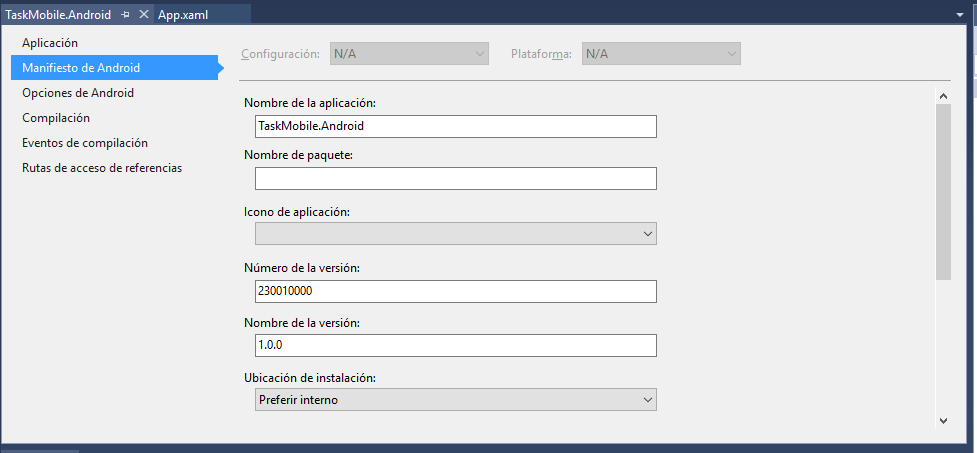 TaskMobile.Android
App.xaml
Aplicación
Manifiesto de Android
Opciones de Android
Compilación
Eventos de compilación
Rutas de acceso de referencias
Configuración: N/A
Plataforma: N/A
Nombre de la aplicación:
TaskMobile.Android
Nombre de paquete:
Icono de aplicación:
Número de la versión:
230010000
Nombre de la versión:
1.0.0
Ubicación de instalación:
Preferir interno